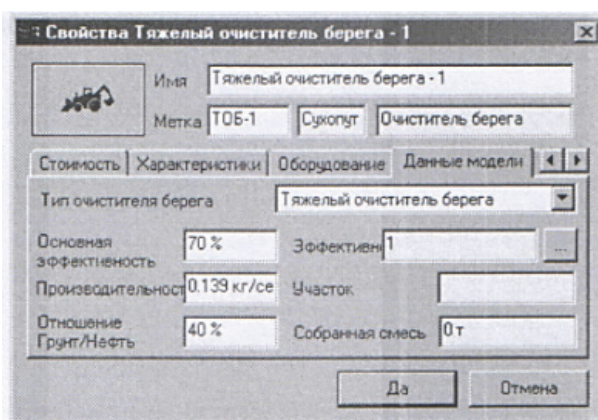 Свойства Тяжелый очиститель берега - 1
Имя Тяжелый очиститель берега - 1
Метка ТОБ-1 Сухопут Очиститель берега
Стоимость Характеристики Оборудование Данные модели
Тип очистителя берега Тяжелый очиститель берега
Основная эффективность 70 % Эффективн 1 ...
Производительност 0.139 кг/се Участок
Отношение Грунт/Нефть 40 % Собранная смесь 0 т
Да Отмена